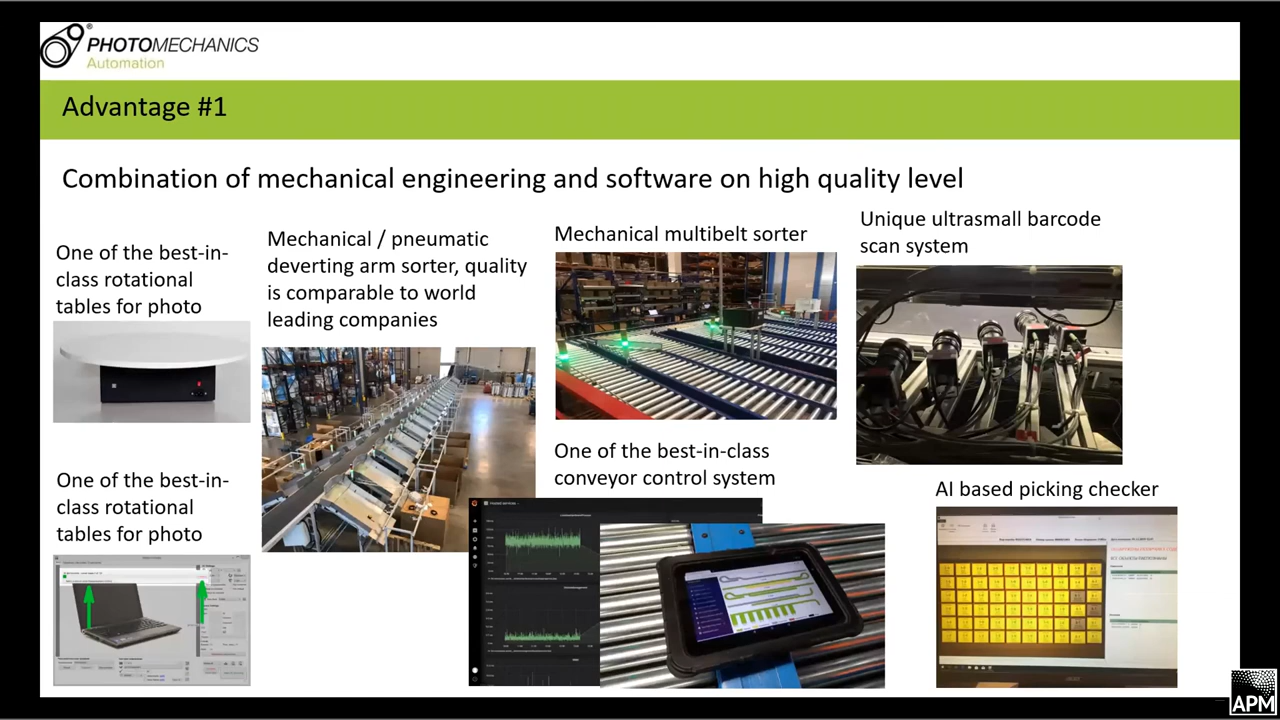 PHOTOMECHANICS®
Automation
Advantage #1
Combination of mechanical engineering and software on high quality level
One of the best-in-
class rotational
tables for photo
Mechanical / pneumatic
deverting arm sorter, quality
is comparable to world
leading companies
Mechanical multibelt sorter
Unique ultrasmall barcode
scan system
One of the best-in-class
conveyor control system
One of the best-in-
class rotational
tables for photo
AI based picking checker
APM